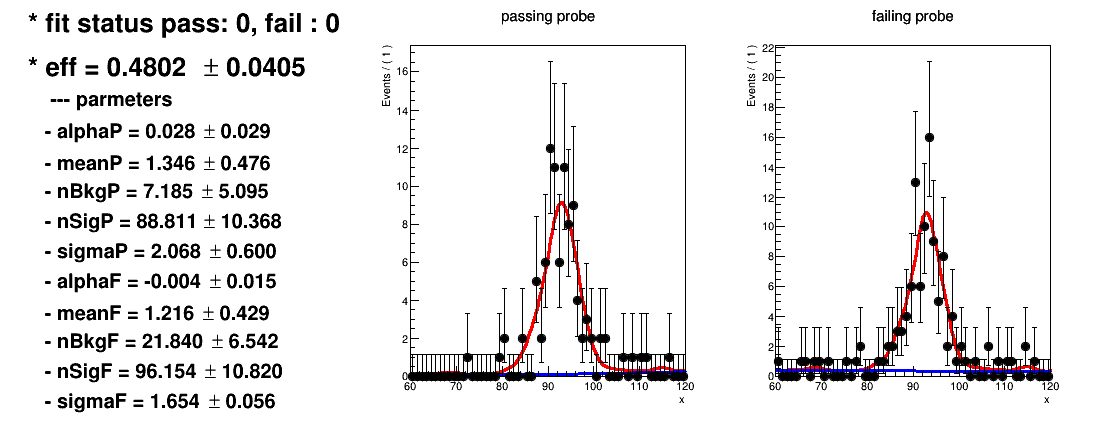 * fit status pass: 0, fail : 0
* eff = 0.4802 ± 0.0405
--- parmeters
- alphaP = 0.028 ± 0.029
- meanP = 1.346 ± 0.476
- nBkgP = 7.185 ± 5.095
- nSigP = 88.811 ± 10.368
- sigmaP = 2.068 ± 0.600
- alphaF = -0.004 ± 0.015
- meanF = 1.216 ± 0.429
- nBkgF = 21.840 ± 6.542
- nSigF = 96.154 ± 10.820
- sigmaF = 1.654 ± 0.056
passing probe
Events / ( 1 )
16
14
12
10
8
6
4
2
0
60 70 80 90 100 110 120
x
failing probe
Events / ( 1 )
22
20
18
16
14
12
10
8
6
4
2
0
60 70 80 90 100 110 120
x